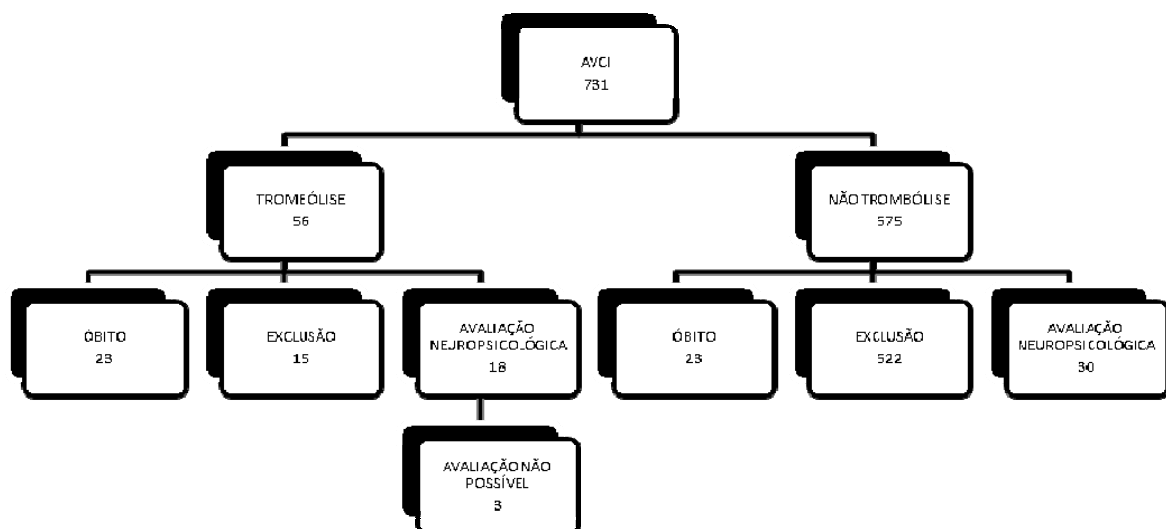 AVCI
731
TROMBÓLISE
56
NÃO TROMBÓLISE
575
ÓBITO
23
EXCLUSÃO
15
AVALIAÇÃO
NEUROPSICOLÓGICA
18
ÓBITO
23
EXCLUSÃO
522
AVALIAÇÃO
NEUROPSICOLÓGICA
30
AVALIAÇÃO NÃO
POSSÍVEL
3